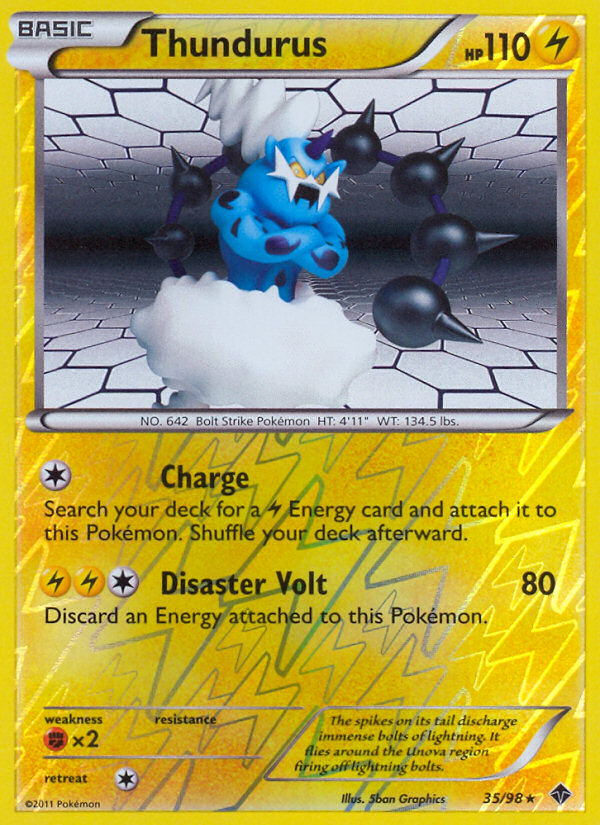 BASIC
Thundurus
HP110
NO. 642 Bolt Strike Pokémon HT: 4'11" WT: 134.5 lbs.
Charge
Search your deck for a Energy card and attach it to
this Pokémon. Shuffle your deck afterward.
Disaster Volt 80
Discard an Energy attached to this Pokémon.
weakness resistance
×2
The spikes on its tail discharge
immense bolts of lightning. It
flies around the Unova region
firing off lightning bolts.
retreat
Illus. 5ban Graphics 35/98★
©2011 Pokémon